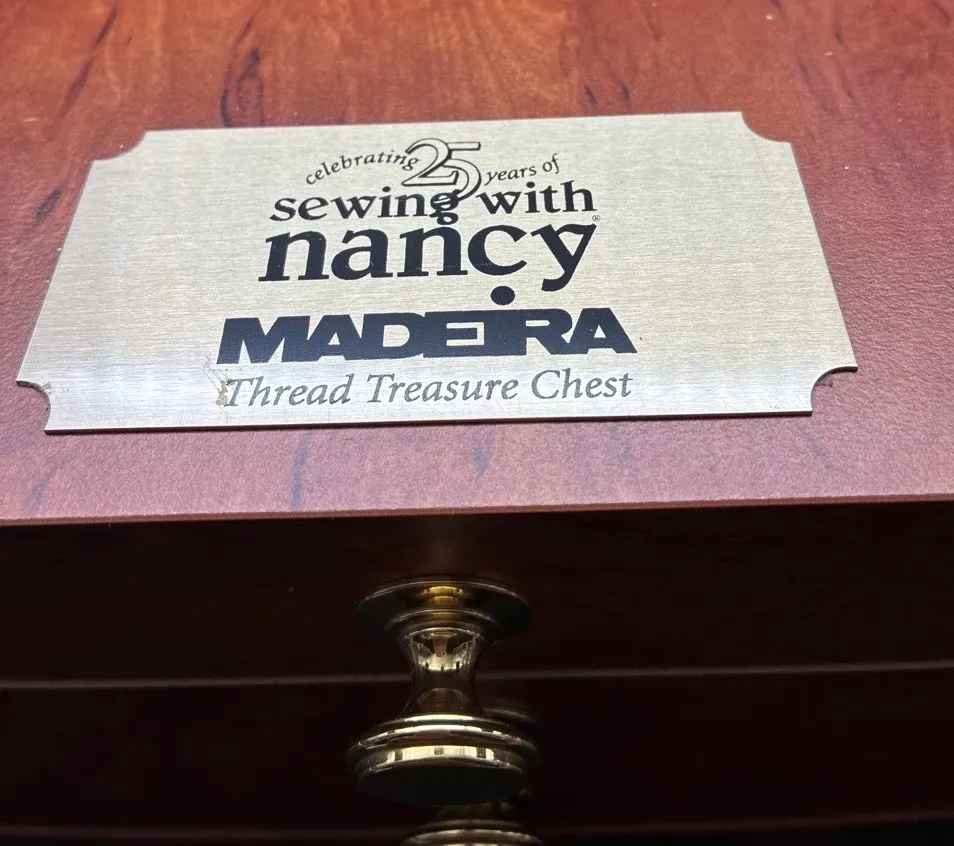 celebrating 25 years of
sewing with
nancy®
MADEIRA
Thread Treasure Chest